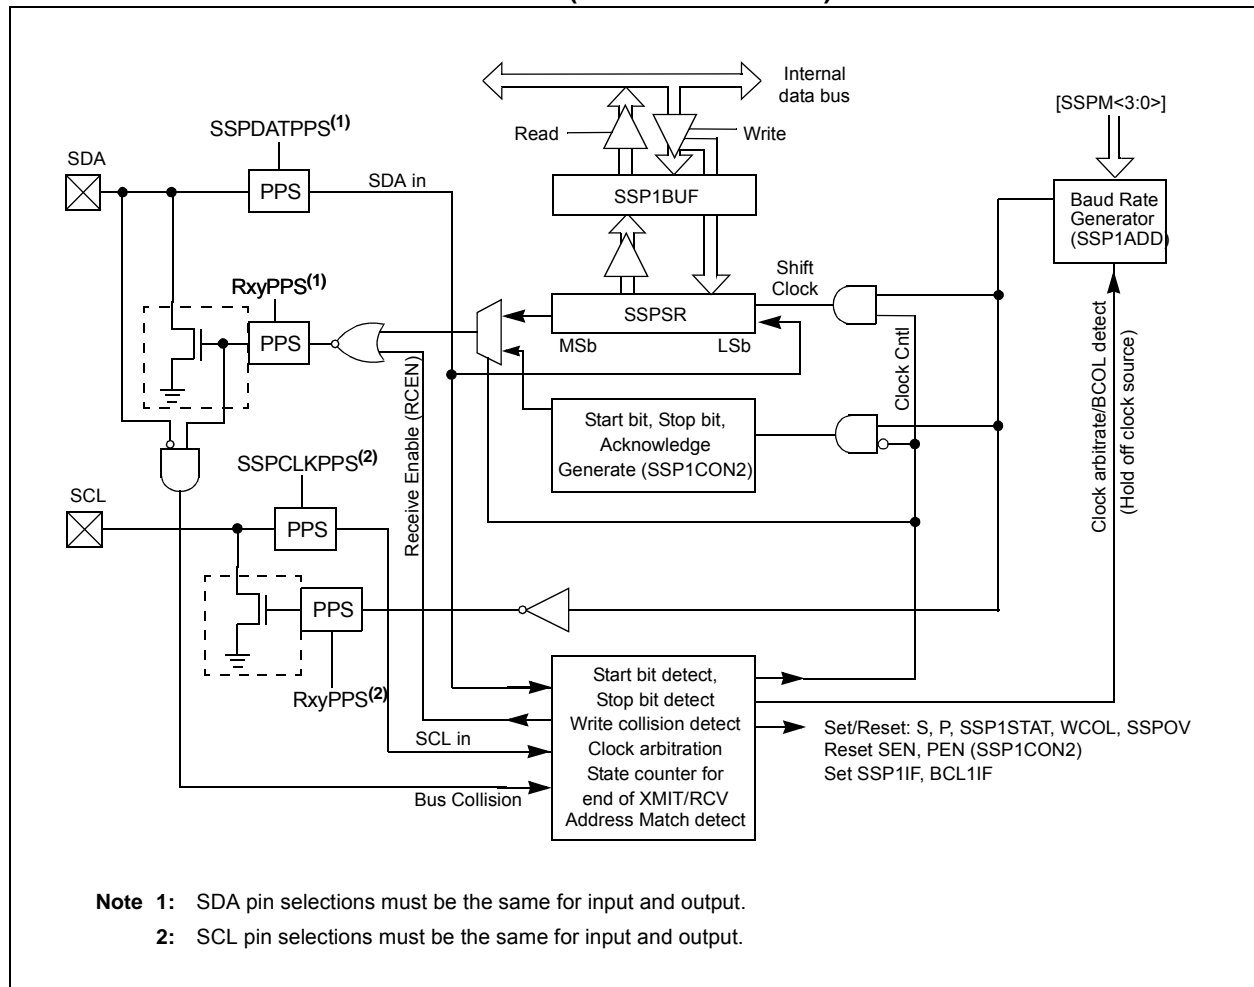 Internal
data bus
[SSPM<3:0>]
SSPDATPPS(1)
Read
Write
SDA
PPS
SDA in
SSP1BUF
Baud Rate
Generator
(SSP1ADD)
Shift
Clock
RxyPPS(1)
PPS
SSPSR
MSb
LSb
Clock Cntl
Clock arbitrate/BCOL detect
(Hold off clock source)
Receive Enable (RCEN)
Start bit, Stop bit,
Acknowledge
Generate (SSP1CON2)
SSPCLKPPS(2)
SCL
PPS
PPS
RxyPPS(2)
SCL in
Bus Collision
Start bit detect,
Stop bit detect
Write collision detect
Clock arbitration
State counter for
end of XMIT/RCV
Address Match detect
Set/Reset: S, P, SSP1STAT, WCOL, SSPOV
Reset SEN, PEN (SSP1CON2)
Set SSP1IF, BCL1IF
Note 1: SDA pin selections must be the same for input and output.
2: SCL pin selections must be the same for input and output.